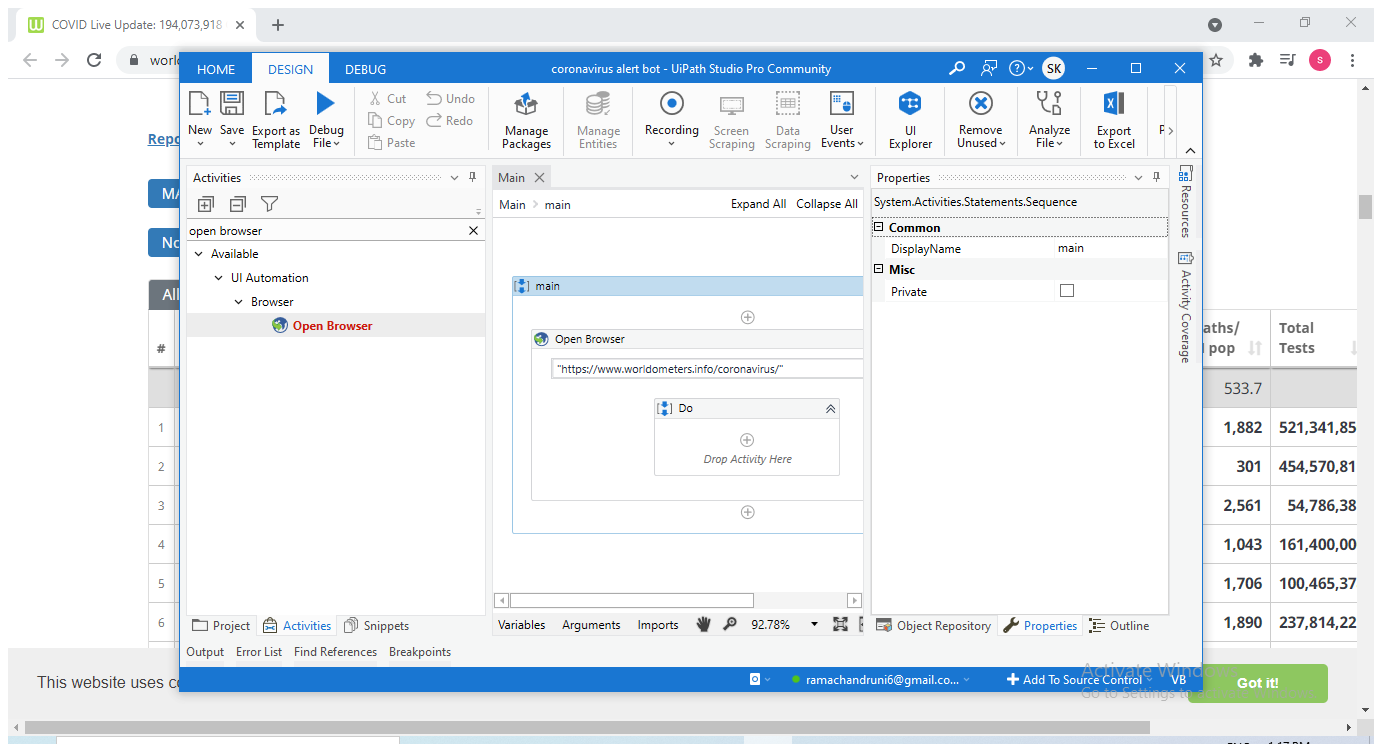 COVID Live Update: 194,073,918
HOME DESIGN DEBUG coronavirus alert bot - UiPath Studio Pro Community SK
S
New Save Export as Template Debug File Cut Copy Paste Undo Redo Manage Packages Manage Entities Recording Screen Scraping Data Scraping User Events UI Explorer Remove Unused Analyze File Export to Excel
Activities
open browser
Available
UI Automation
Browser
Open Browser
Main
Main > main Expand All Collapse All
main
Open Browser
"https://www.worldometers.info/coronavirus/"
Do
Drop Activity Here
Properties
System.Activities.Statements.Sequence
Common
DisplayName main
Misc
Private
Resources
Activity Coverage
#
1
2
3
4
5
6
pop
Total
Tests
533.7
1,882 521,341,85
301 454,570,81
2,561 54,786,38
1,043 161,400,00
1,706 100,465,37
1,890 237,814,22
Project Activities Snippets
Variables Arguments Imports 92.78%
Object Repository Properties Outline
Output Error List Find References Breakpoints
ramachandruni6@gmail.co... Add To Source Control VB
This website uses
Got it!
Activate Windows
Go to Settings to
1:17 PM